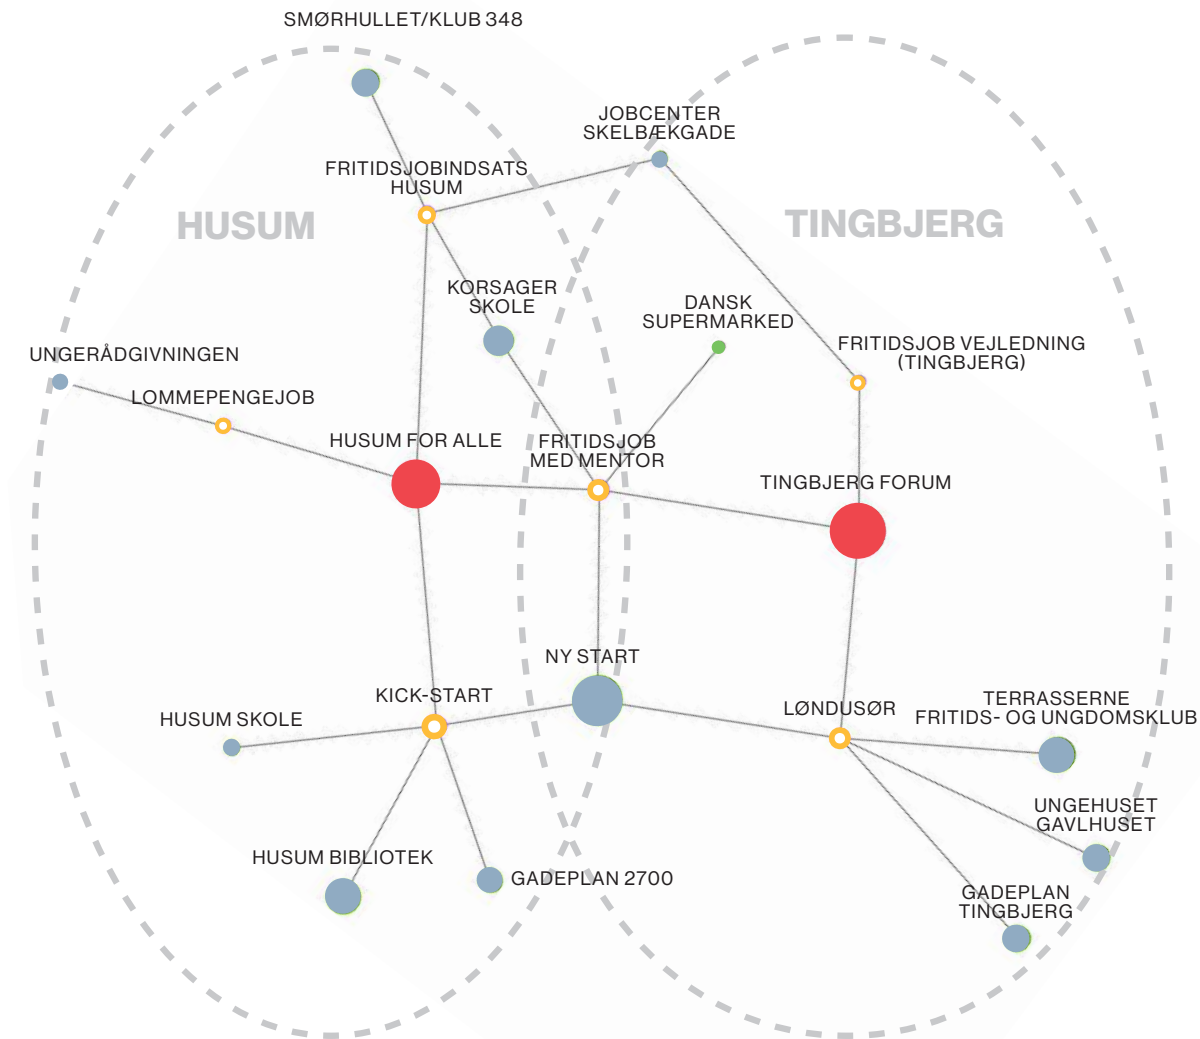 SMØRHULLET/KLUB 348
JOBCENTER
SKELBÆKGADE
FRITIDSJOBINDSATS
HUSUM
HUSUM
TINGBJERG
KORSAGER
SKOLE
DANSK
SUPERMARKED
FRITIDSJOB VEJLEDNING
(TINGBJERG)
UNGERÅDGIVNINGEN
LOMMEPENGEJOB
HUSUM FOR ALLE
FRITIDSJOB
MED MENTOR
TINGBJERG FORUM
NY START
KICK-START
HUSUM SKOLE
LØNDUSØR
TERRASSERNE
FRITIDS- OG UNGDOMSKLUB
UNGEHUSET
GAVLHUSET
HUSUM BIBLIOTEK
GADEPLAN 2700
GADEPLAN
TINGBJERG